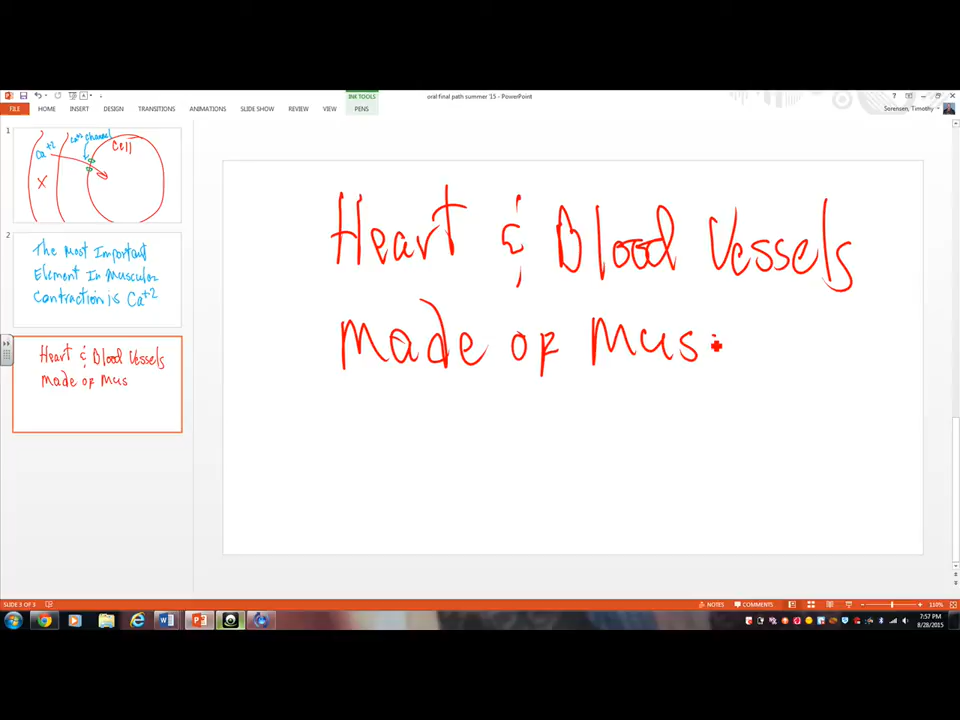 oral final path summer '15 - PowerPoint
INK TOOLS
FILE HOME INSERT DESIGN TRANSITIONS ANIMATIONS SLIDE SHOW REVIEW VIEW PENS
Sorensen, Timothy
1
Ca+2
Ca+2 channel
Cell
X
2
The Most Important
Element In Muscular
Contraction is Ca+2
3
Heart & Blood Vessels
Made of Mus
Heart & Blood Vessels
Made of Mus
SLIDE 3 OF 3
NOTES COMMENTS 110%
7:57 PM
8/28/2015